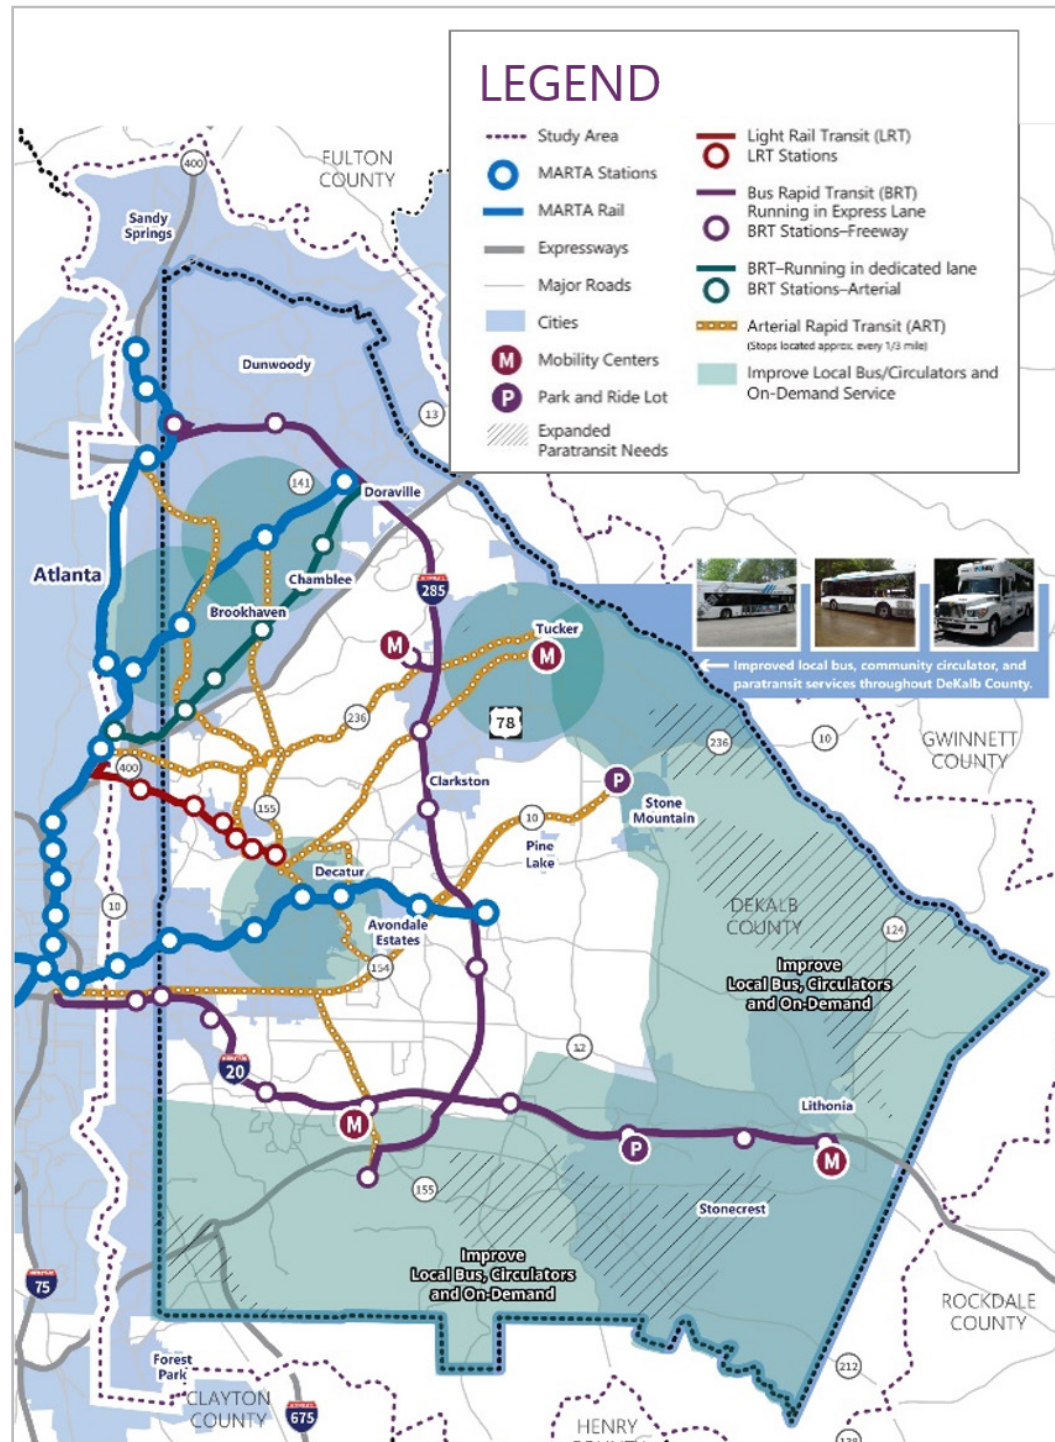 LEGEND
Study Area
MARTA Stations
MARTA Rail
Expressways
Major Roads
Cities
Mobility Centers
Park and Ride Lot
Expanded
Paratransit Needs
Light Rail Transit (LRT)
LRT Stations
Bus Rapid Transit (BRT)
Running in Express Lane
BRT Stations–Freeway
BRT–Running in dedicated lane
BRT Stations–Arterial
Arterial Rapid Transit (ART)
(Stops located approx. every 1/3 mile)
Improve Local Bus/Circulators and
On-Demand Service
M
P
FULTON
COUNTY
400
Sandy
Springs
Dunwoody
13
141
Doraville
Atlanta
Chamblee
285
Brookhaven
Tucker
M
M
Improved local bus, community circulator, and
paratransit services throughout DeKalb County.
236
78
236
10
GWINNETT
COUNTY
400
Clarkston
P
155
10
Stone
Mountain
Pine
Lake
Decatur
10
DEKALB
COUNTY
Avondale
Estates
124
154
Improve
Local Bus, Circulators
and On-Demand
12
20
Lithonia
M
P
M
155
Stonecrest
Improve
Local Bus, Circulators
and On-Demand
75
ROCKDALE
COUNTY
Forest
Park
212
CLAYTON
COUNTY
675
HENRY